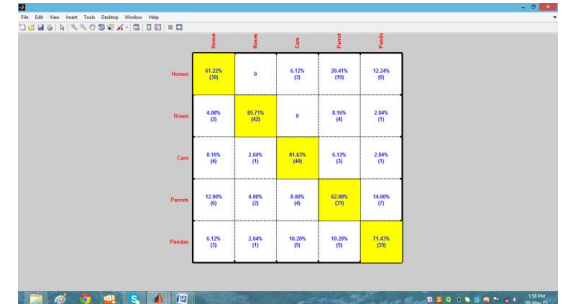 File Edit View Insert Tools Desktop Window Help
Horses Roses Cars Parrot Panda
Horses 61.22% 0 6.12% 20.41% 12.24%
(30) (3) (10) (6)
Roses 4.08% 85.71% 0 8.16% 2.04%
(2) (42) (4) (1)
Cars 8.16% 2.04% 81.63% 6.12% 2.04%
(4) (1) (40) (3) (1)
Parrots 12.00% 4.00% 8.00% 62.00% 14.00%
(6) (2) (4) (31) (7)
Pandas 6.12% 2.04% 10.20% 10.20% 71.43%
(3) (1) (5) (5) (35)
1:50 PM